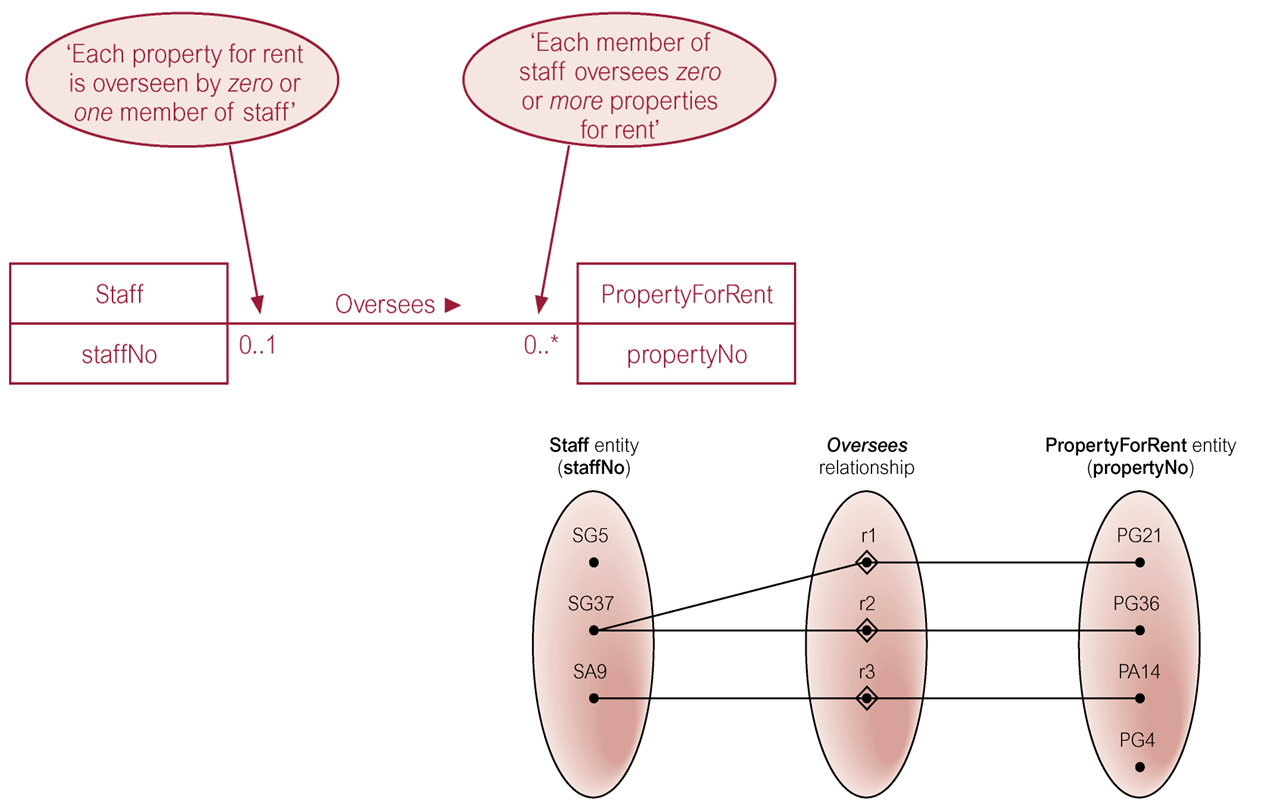 ‘Each property for rent
is overseen by zero or
one member of staff’
‘Each member of
staff oversees zero
or more properties
for rent’
Staff
Oversees ►
PropertyForRent
staffNo
0..1
0..*
propertyNo
Staff entity
(staffNo)
Oversees
relationship
PropertyForRent entity
(propertyNo)
SG5
r1
PG21
SG37
r2
PG36
SA9
r3
PA14
PG4